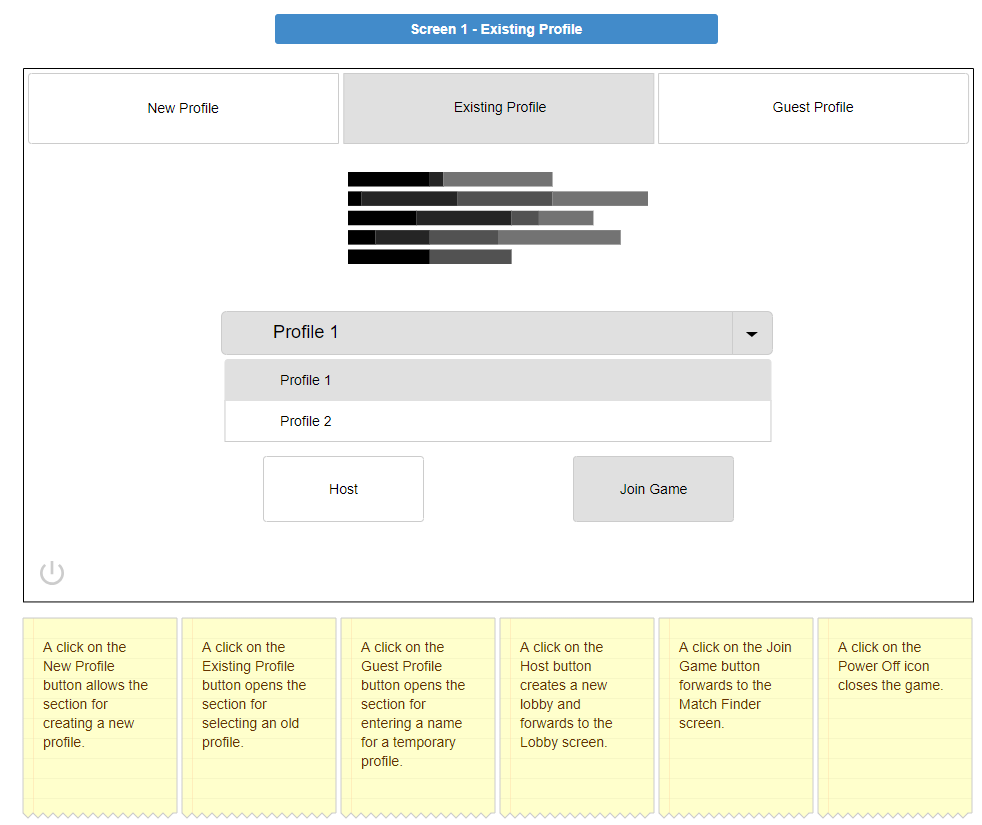 Screen 1 - Existing Profile
New Profile
Existing Profile
Guest Profile
Profile 1
Profile 1
Profile 2
Host
Join Game
A click on the
New Profile
button allows the
section for
creating a new
profile.
A click on the
Existing Profile
button opens the
section for
selecting an old
profile.
A click on the
Guest Profile
button opens the
section for
entering a name
for a temporary
profile.
A click on the
Host button
creates a new
lobby and
forwards to the
Lobby screen.
A click on the Join
Game button
forwards to the
Match Finder
screen.
A click on the
Power Off icon
closes the game.